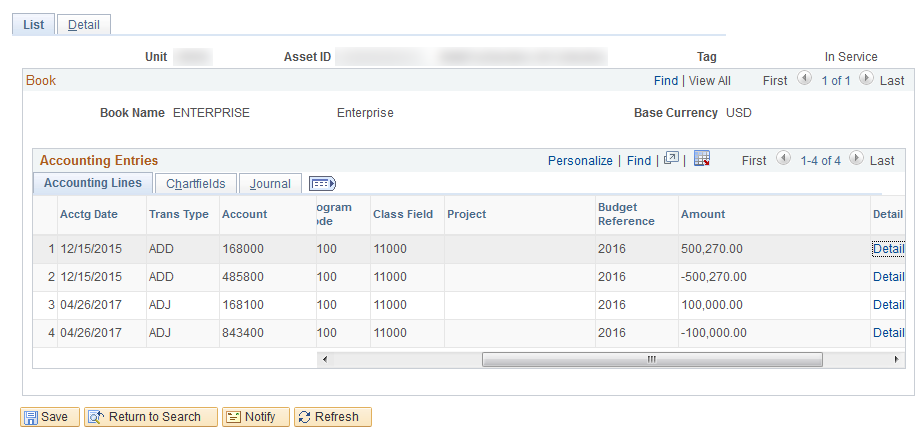 List Detail
Unit Asset ID Tag In Service
Book Find | View All First 1 of 1 Last
Book Name ENTERPRISE Enterprise Base Currency USD
Accounting Entries Personalize | Find | | First 1-4 of 4 Last
Accounting Lines Chartfields Journal
Acctg Date Trans Type Account ogram ode Class Field Project Budget Reference Amount Detail
1 12/15/2015 ADD 168000 100 11000 2016 500,270.00 Detail
2 12/15/2015 ADD 485800 100 11000 2016 -500,270.00 Detail
3 04/26/2017 ADJ 168100 100 11000 2016 100,000.00 Detail
4 04/26/2017 ADJ 843400 100 11000 2016 -100,000.00 Detail
Save Return to Search Notify Refresh